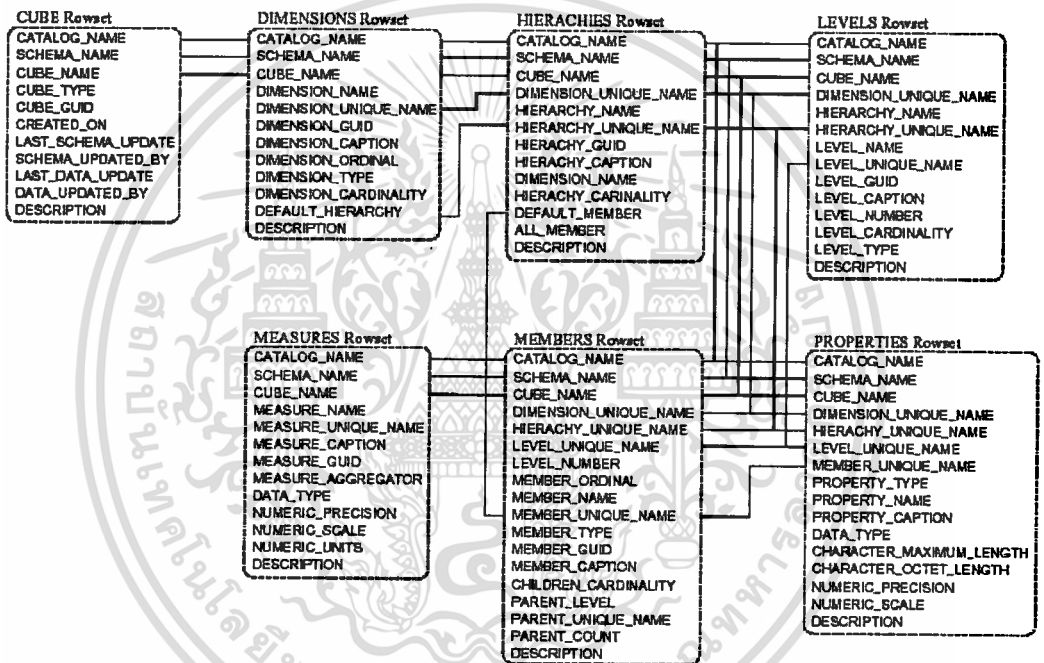 CUBE Rowset
CATALOG_NAME
SCHEMA_NAME
CUBE_NAME
CUBE_TYPE
CUBE_GUID
CREATED_ON
LAST_SCHEMA_UPDATE
SCHEMA_UPDATED_BY
LAST_DATA_UPDATE
DATA_UPDATED_BY
DESCRIPTION
DIMENSIONS Rowset
CATALOG_NAME
SCHEMA_NAME
CUBE_NAME
DIMENSION_NAME
DIMENSION_UNIQUE_NAME
DIMENSION_GUID
DIMENSION_CAPTION
DIMENSION_ORDINAL
DIMENSION_TYPE
DIMENSION_CARDINALITY
DEFAULT_HIERARCHY
DESCRIPTION
HIERACHIES Rowset
CATALOG_NAME
SCHEMA_NAME
CUBE_NAME
DIMENSION_UNIQUE_NAME
HIERARCHY_NAME
HIERARCHY_UNIQUE_NAME
HIERACHY_GUID
HIERACHY_CAPTION
DIMENSION_NAME
HIERACHY_CARINALITY
DEFAULT_MEMBER
ALL_MEMBER
DESCRIPTION
LEVELS Rowset
CATALOG_NAME
SCHEMA_NAME
CUBE_NAME
DIMENSION_UNIQUE_NAME
HIERARCHY_NAME
HIERARCHY_UNIQUE_NAME
LEVEL_NAME
LEVEL_UNIQUE_NAME
LEVEL_GUID
LEVEL_CAPTION
LEVEL_NUMBER
LEVEL_CARDINALITY
LEVEL_TYPE
DESCRIPTION
MEASURES Rowset
CATALOG_NAME
SCHEMA_NAME
CUBE_NAME
MEASURE_NAME
MEASURE_UNIQUE_NAME
MEASURE_CAPTION
MEASURE_GUID
MEASURE_AGGREGATOR
DATA_TYPE
NUMERIC_PRECISION
NUMERIC_SCALE
NUMERIC_UNITS
DESCRIPTION
MEMBERS Rowset
CATALOG_NAME
SCHEMA_NAME
CUBE_NAME
DIMENSION_UNIQUE_NAME
HIERACHY_UNIQUE_NAME
LEVEL_UNIQUE_NAME
LEVEL_NUMBER
MEMBER_ORDINAL
MEMBER_NAME
MEMBER_UNIQUE_NAME
MEMBER_TYPE
MEMBER_GUID
MEMBER_CAPTION
CHILDREN_CARDINALITY
PARENT_LEVEL
PARENT_UNIQUE_NAME
PARENT_COUNT
DESCRIPTION
PROPERTIES Rowset
CATALOG_NAME
SCHEMA_NAME
CUBE_NAME
DIMENSION_UNIQUE_NAME
HIERACHY_UNIQUE_NAME
LEVEL_UNIQUE_NAME
MEMBER_UNIQUE_NAME
PROPERTY_TYPE
PROPERTY_NAME
PROPERTY_CAPTION
DATA_TYPE
CHARACTER_MAXIMUM_LENGTH
CHARACTER_OCTET_LENGTH
NUMERIC_PRECISION
NUMERIC_SCALE
DESCRIPTION